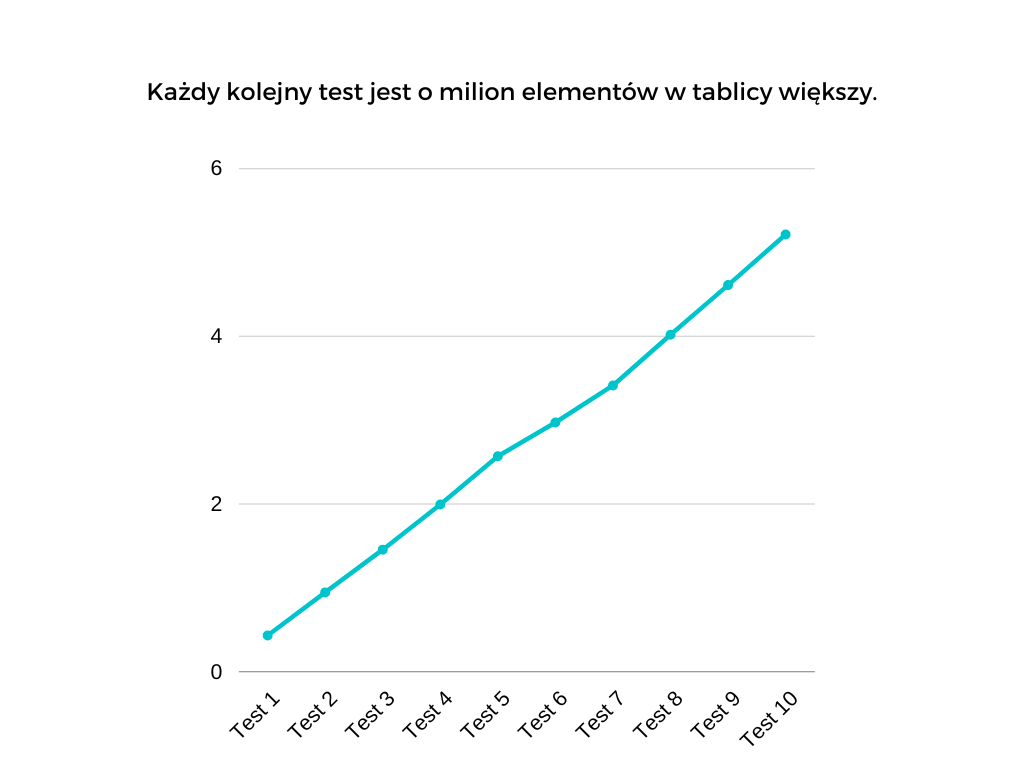 Każdy kolejny test jest o milion elementów w tablicy większy.
6
4
2
0
Test 1
Test 2
Test 3
Test 4
Test 5
Test 6
Test 7
Test 8
Test 9
Test 10